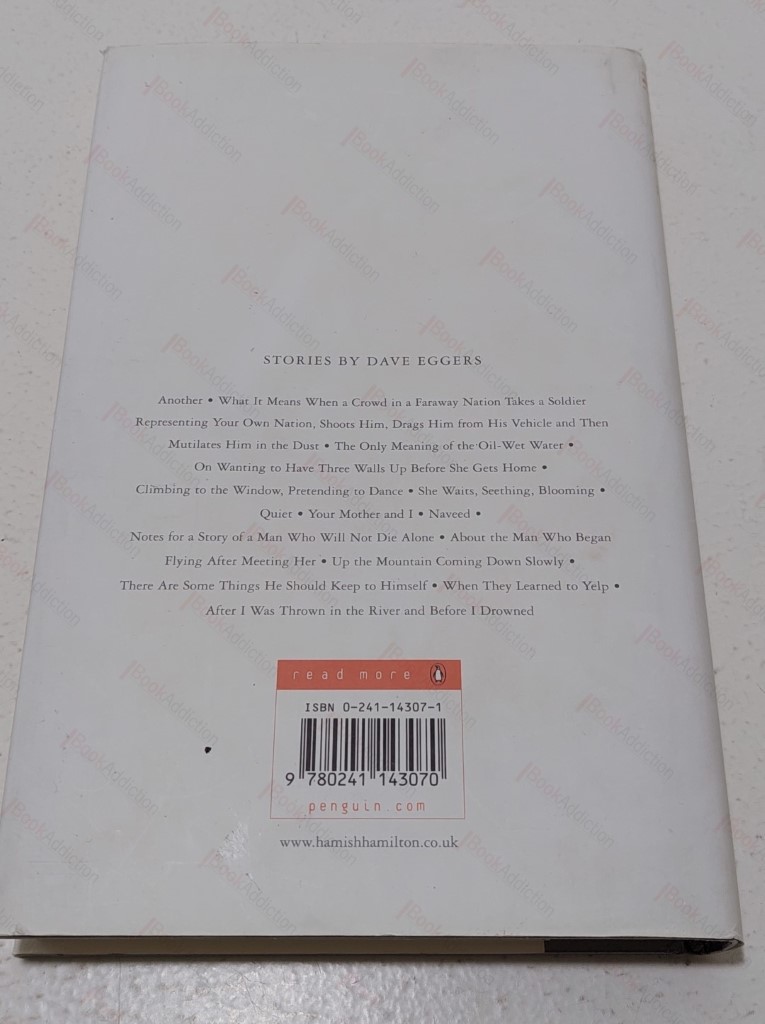 STORIES BY DAVE EGGERS
Another • What It Means When a Crowd in a Faraway Nation Takes a Soldier
Representing Your Own Nation, Shoots Him, Drags Him from His Vehicle and Then
Mutilates Him in the Dust • The Only Meaning of the Oil-Wet Water •
On Wanting to Have Three Walls Up Before She Gets Home •
Climbing to the Window, Pretending to Dance • She Waits, Seething, Blooming •
Quiet • Your Mother and I • Naveed •
Notes for a Story of a Man Who Will Not Die Alone • About the Man Who Began
Flying After Meeting Her • Up the Mountain Coming Down Slowly •
There Are Some Things He Should Keep to Himself • When They Learned to Yelp •
After I Was Thrown in the River and Before I Drowned
read more
ISBN 0-241-14307-1
9 780241 143070
penguin.com
www.hamishhamilton.co.uk
BookAddiction